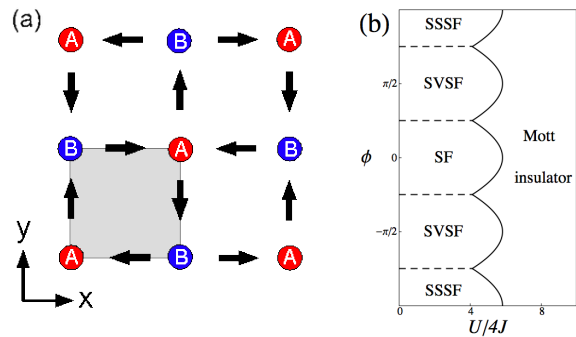 (a)
A B A
B A B
A B A
y
x
(b)
SSSF
π/2 SVSF
Mott
ϕ 0 SF
insulator
−π/2 SVSF
SSSF
0 4 8
U/4J